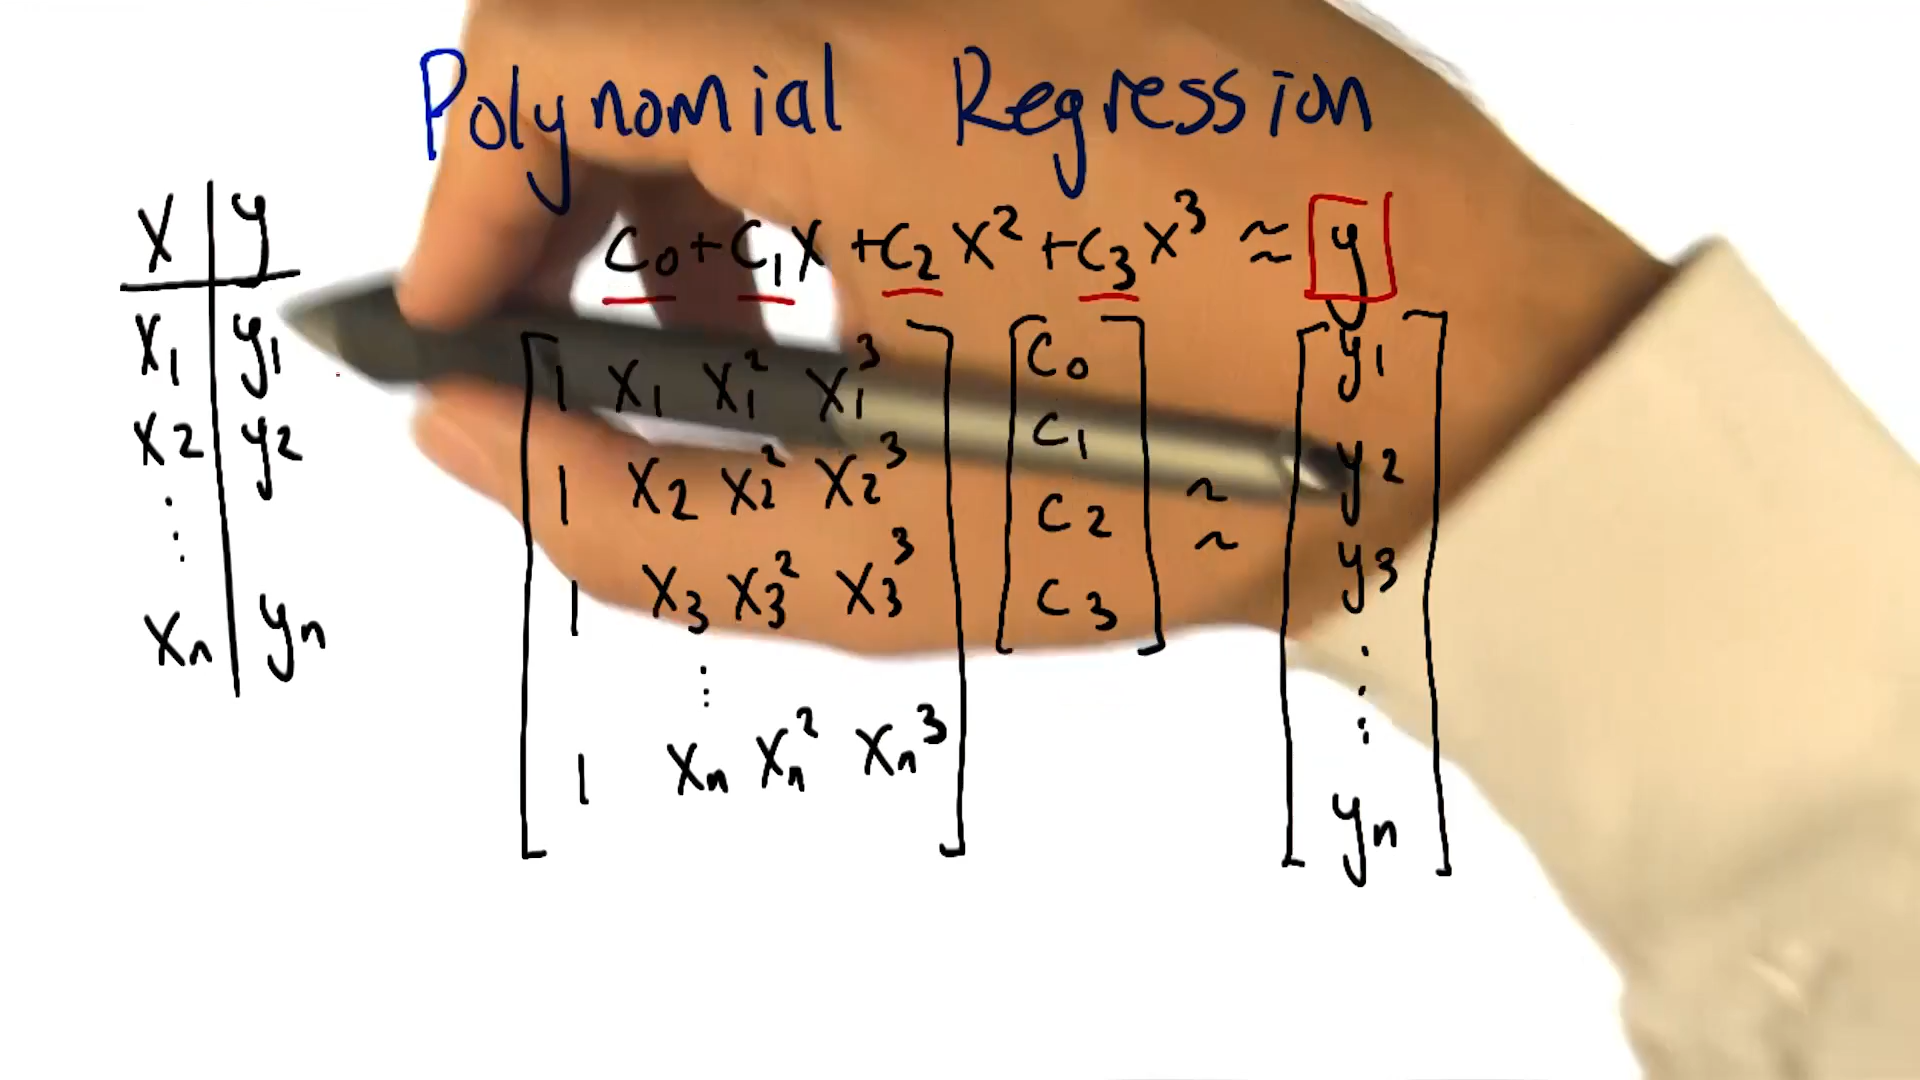 Polynomial Regression
x y
x₁ y₁
x₂ y₂
⋮
xₙ yₙ
c₀ + c₁x + c₂x² + c₃x³ ≈ y
1 x₁ x₁² x₁³
1 x₂ x₂² x₂³
1 x₃ x₃² x₃³
⋮
1 xₙ xₙ² xₙ³
c₀
c₁
c₂
c₃
≈
y₁
y₂
y₃
⋮
yₙ